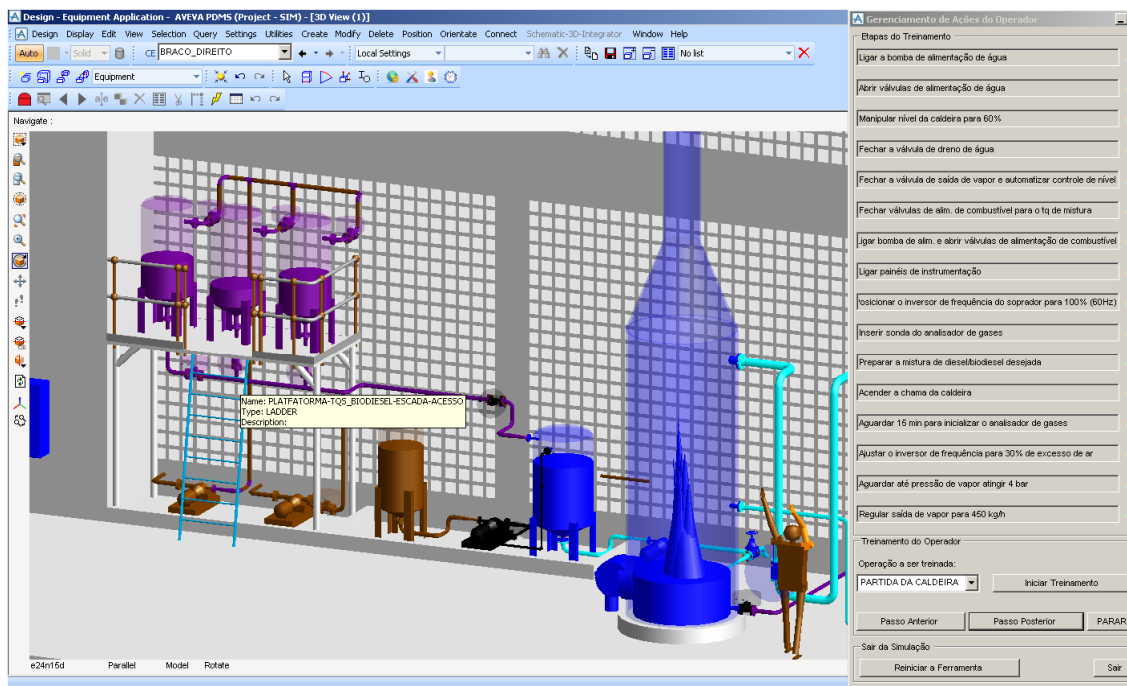 Design - Equipment Application - AVEVA PDMS (Project - SIM) - [3D View (1)]
Design Display Edit View Selection Query Settings Utilities Create Modify Delete Position Orientate Connect Schematic-3D-Integrator Window Help
Auto Solid CE BRACO_DIREITO Local Settings No list
Equipment
a|e
Navigate :
Name: PLATFATORMA-TQS_BIODIESEL-ESCADA-ACESSO
Type: LADDER
Description:
e24n15d Parallel Model Rotate
Gerenciamento de Ações do Operador
Etapas do Treinamento
Ligar a bomba de alimentação de água
Abrir válvulas de alimentação de água
Manipular nível da caldeira para 60%
Fechar a válvula de dreno de água
Fechar a válvula de saída de vapor e automatizar controle de nível
Fechar válvulas de alim. de combustível para o tq de mistura
Ligar bomba de alim. e abrir válvulas de alimentação de combustível
Ligar painéis de instrumentação
Posicionar o inversor de frequência do soprador para 100% (60Hz)
Inserir sonda do analisador de gases
Preparar a mistura de diesel/biodiesel desejada
Acender a chama da caldeira
Aguardar 15 min para inicializar o analisador de gases
Ajustar o inversor de frequência para 30% de excesso de ar
Aguardar até pressão de vapor atingir 4 bar
Regular saída de vapor para 450 kg/h
Treinamento do Operador
Operação a ser treinada:
PARTIDA DA CALDEIRA Iniciar Treinamento
Passo Anterior Passo Posterior PARAR
Sair da Simulação
Reiniciar a Ferramenta Sair